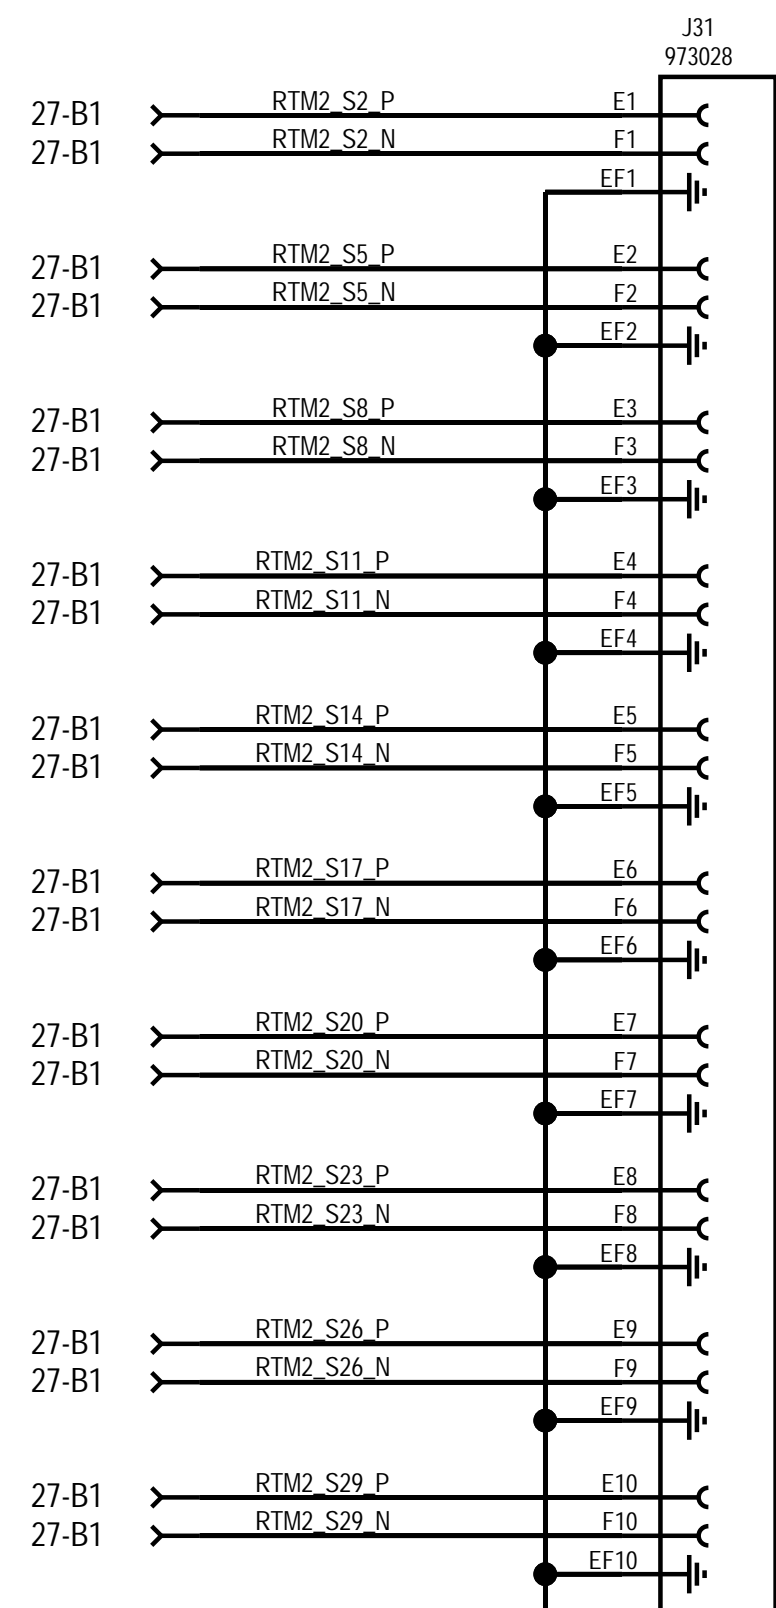 J31
973028
27-B1 RTM2_S2_P E1
27-B1 RTM2_S2_N F1
EF1
27-B1 RTM2_S5_P E2
27-B1 RTM2_S5_N F2
EF2
27-B1 RTM2_S8_P E3
27-B1 RTM2_S8_N F3
EF3
27-B1 RTM2_S11_P E4
27-B1 RTM2_S11_N F4
EF4
27-B1 RTM2_S14_P E5
27-B1 RTM2_S14_N F5
EF5
27-B1 RTM2_S17_P E6
27-B1 RTM2_S17_N F6
EF6
27-B1 RTM2_S20_P E7
27-B1 RTM2_S20_N F7
EF7
27-B1 RTM2_S23_P E8
27-B1 RTM2_S23_N F8
EF8
27-B1 RTM2_S26_P E9
27-B1 RTM2_S26_N F9
EF9
27-B1 RTM2_S29_P E10
27-B1 RTM2_S29_N F10
EF10